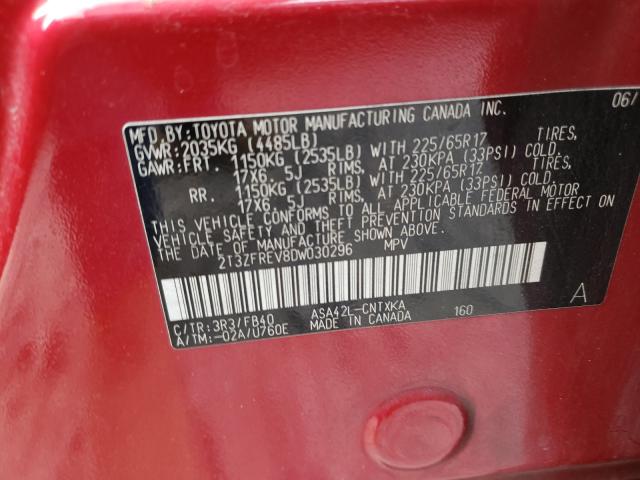 MFD. BY: TOYOTA MOTOR MANUFACTURING CANADA INC. 06/
GVWR: 2035KG (4485LB)
GAWR: FRT. 1150KG (2535LB) WITH 225/65R17 TIRES,
17X6.5J RIMS, AT 230KPA (33PSI) COLD.
RR. 1150KG (2535LB) WITH 225/65R17 TIRES,
17X6.5J RIMS, AT 230KPA (33PSI) COLD.
THIS VEHICLE CONFORMS TO ALL APPLICABLE FEDERAL MOTOR
VEHICLE SAFETY AND THEFT PREVENTION STANDARDS IN EFFECT ON
THE DATE OF MANUFACTURE SHOWN ABOVE.
2T3ZFREV8DW030296 MPV
A
C/TR: 3R3/FB40 ASA42L-CNTXKA
A/TM: -02A/U760E MADE IN CANADA 160